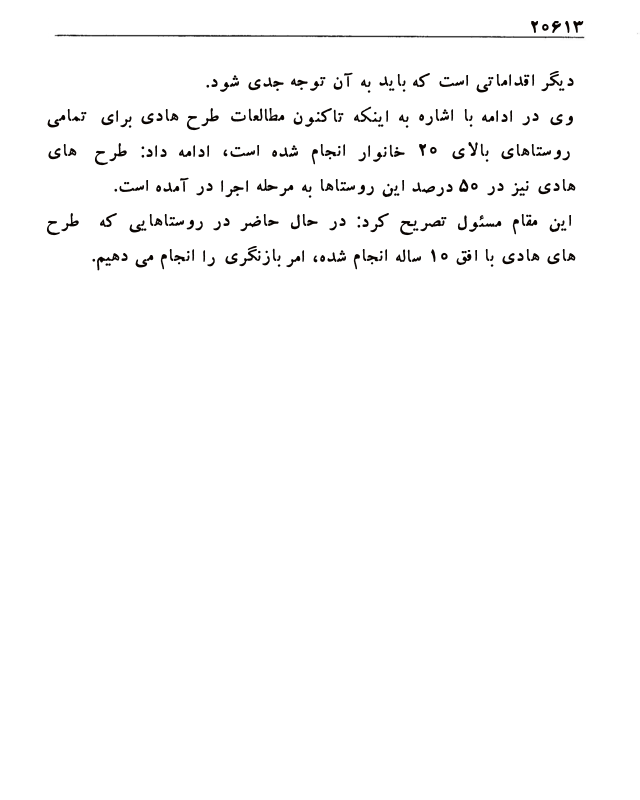 ۲۰۶۱۳
دیگر اقداماتی است که باید به آن توجه جدی شود.
وی در ادامه با اشاره به اینکه تاکنون مطالعات طرح هادی برای تمامی
روستاهای بالای ۲۰ خانوار انجام شده است، ادامه داد: طرح های
هادی نیز در ۵۰ درصد این روستاها به مرحله اجرا در آمده است.
این مقام مسئول تصریح کرد: در حال حاضر در روستاهایی که طرح
های هادی با افق ۱۰ ساله انجام شده، امر بازنگری را انجام می دهیم.